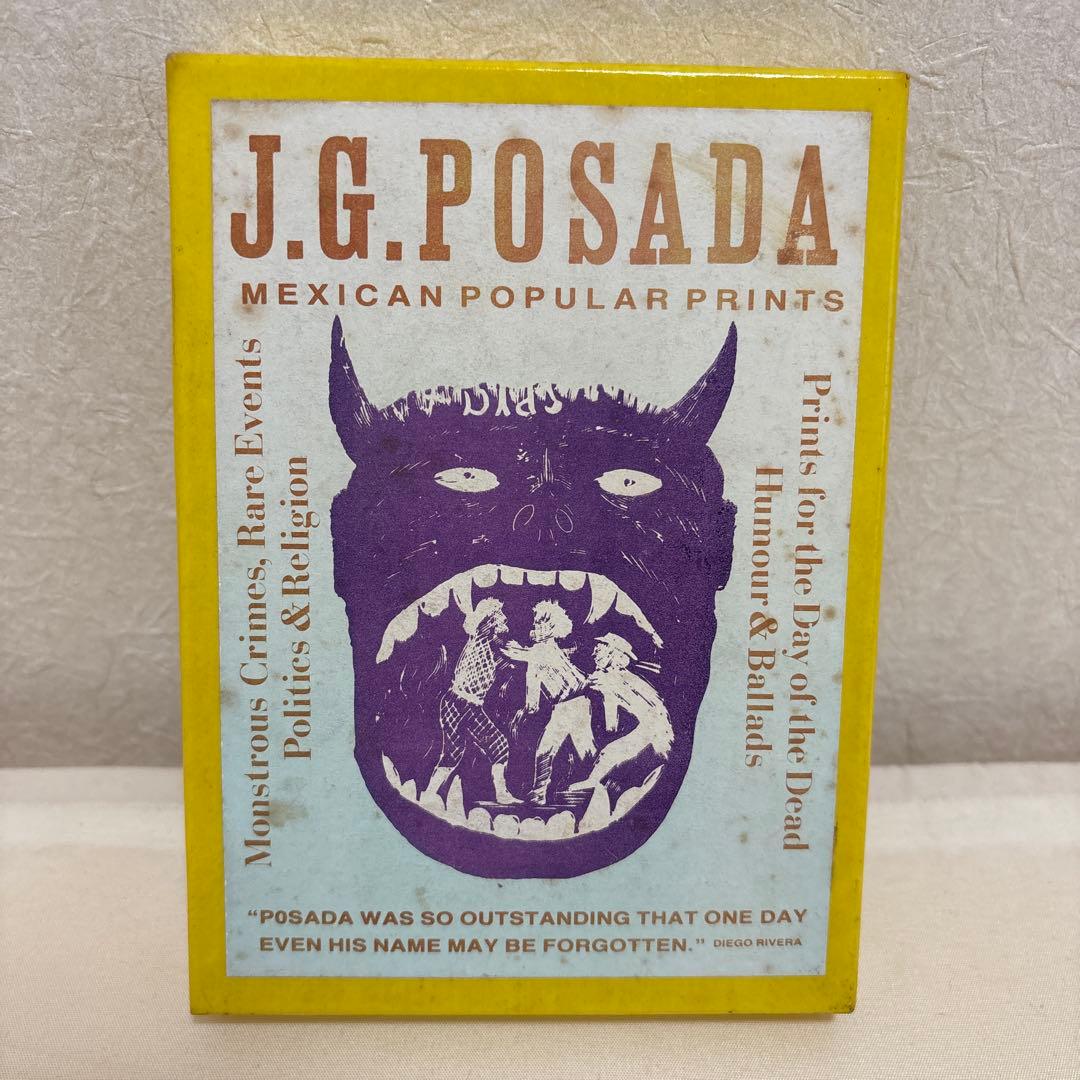 J.G.POSADA
MEXICAN POPULAR PRINTS
Monstrous Crimes, Rare Events
Politics & Religion
Prints for the Day of the Dead
Humour & Ballads
“POSADA WAS SO OUTSTANDING THAT ONE DAY
EVEN HIS NAME MAY BE FORGOTTEN.” DIEGO RIVERA